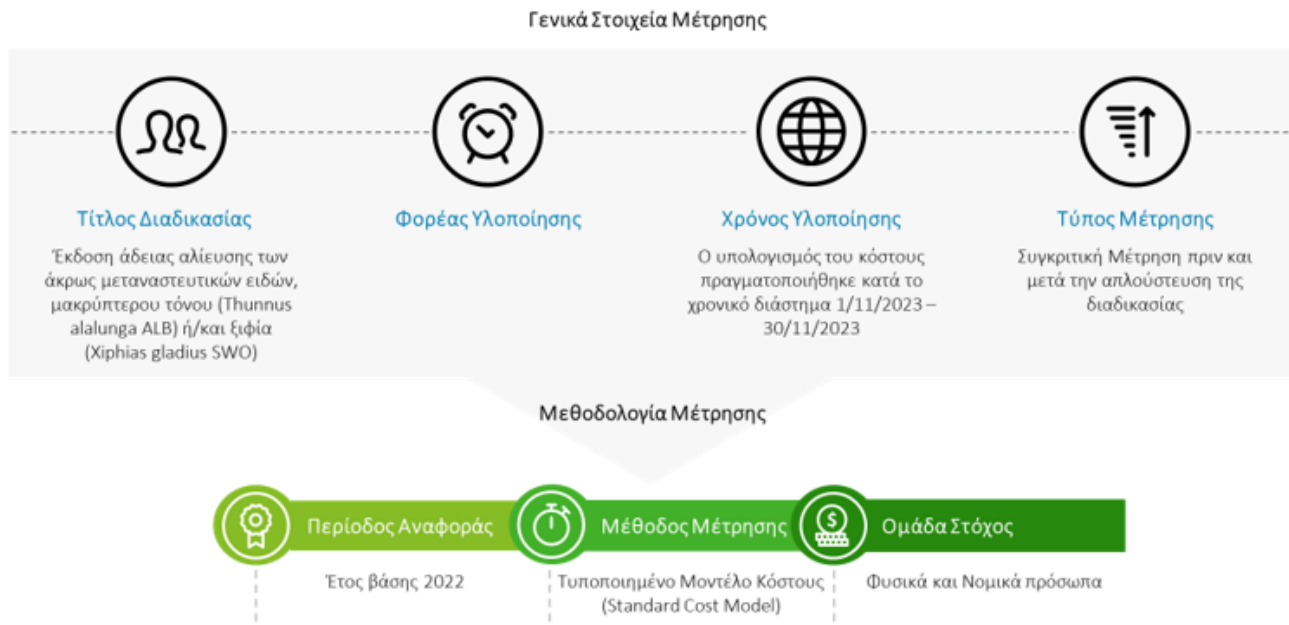 Γενικά Στοιχεία Μέτρησης
Τίτλος Διαδικασίας
Έκδοση άδειας αλίευσης των
άκρως μεταναστευτικών ειδών,
μακρύπτερου τόνου (Thunnus
alalunga ALB) ή/και ξιφία
(Xiphias gladius SWO)
Φορέας Υλοποίησης
Χρόνος Υλοποίησης
Ο υπολογισμός του κόστους
πραγματοποιήθηκε κατά το
χρονικό διάστημα 1/11/2023 –
30/11/2023
Τύπος Μέτρησης
Συγκριτική Μέτρηση πριν και
μετά την απλούστευση της
διαδικασίας
Μεθοδολογία Μέτρησης
Περίοδος Αναφοράς
Έτος βάσης 2022
Μέθοδος Μέτρησης
Τυποποιημένο Μοντέλο Κόστους
(Standard Cost Model)
Ομάδα Στόχος
Φυσικά και Νομικά πρόσωπα